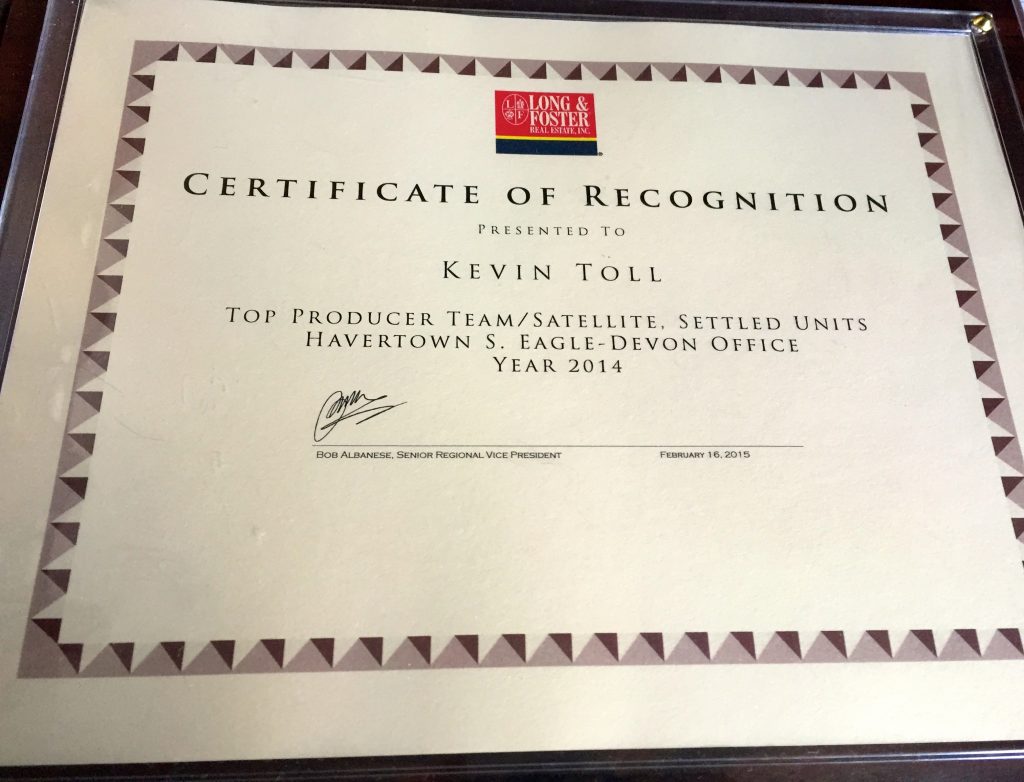 LONG &
FOSTER
REAL ESTATE, INC.
CERTIFICATE OF RECOGNITION
PRESENTED TO
KEVIN TOLL
TOP PRODUCER TEAM/SATELLITE, SETTLED UNITS
HAVERTOWN S. EAGLE-DEVON OFFICE
YEAR 2014
BOB ALBANESE, SENIOR REGIONAL VICE PRESIDENT FEBRUARY 16, 2015